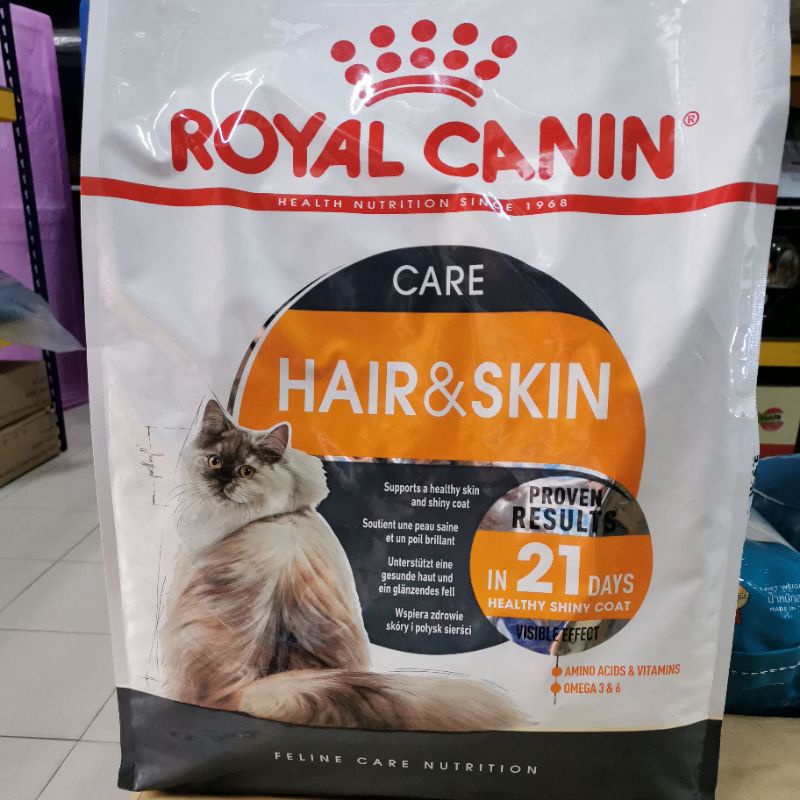 ROYAL CANIN®
HEALTH NUTRITION SINCE 1968
CARE
HAIR&SKIN
Supports a healthy skin
and shiny coat
Soutient une peau saine
et un poil brillant
Unterstützt eine
gesunde haut und
ein glänzendes fell
Wspiera zdrowie
skóry i połysk sierści
PROVEN
RESULTS
IN 21 DAYS
HEALTHY SHINY COAT
VISIBLE EFFECT
AMINO ACIDS & VITAMINS
OMEGA 3 & 6
FELINE CARE NUTRITION